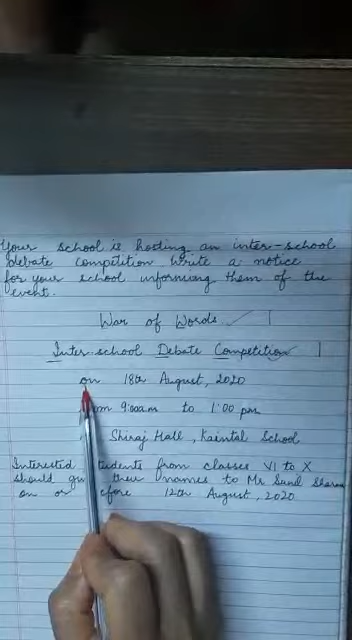 Your school is hosting an inter-school
debate competition. Write a notice
for your school informing them of the
event.
War of Words
Inter-school Debate Competition
on 18th August, 2020
9:00am to 1:00 pm
Shiraj Hall, Kaintal School
Interested students from classes VI to X
should their names to Mr Sunil
on or 12th August, 2020